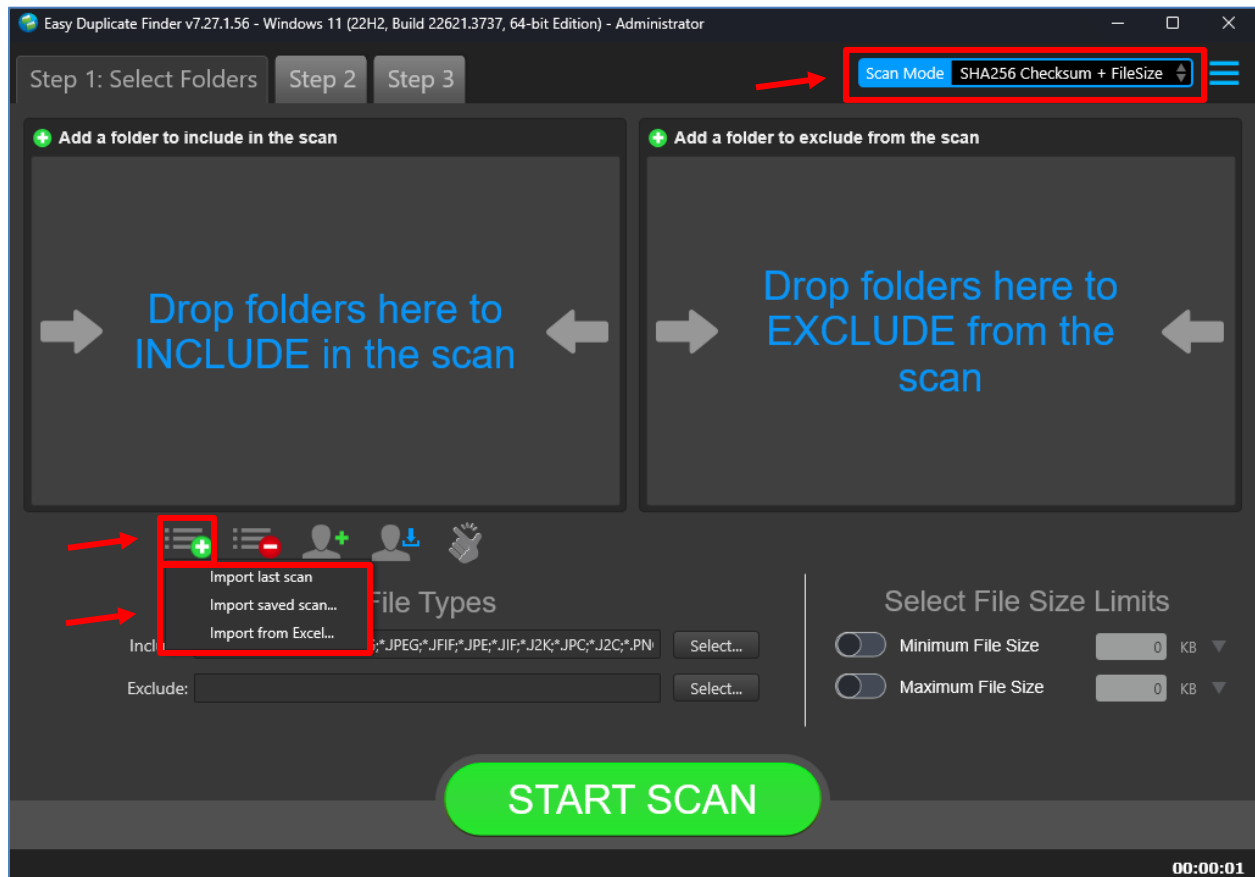 Easy Duplicate Finder v7.27.1.56 - Windows 11 (22H2, Build 22621.3737, 64-bit Edition) - Administrator
Step 1: Select Folders
Step 2
Step 3
Scan Mode
SHA256 Checksum + FileSize
Add a folder to include in the scan
Add a folder to exclude from the scan
Drop folders here to
INCLUDE in the scan
Drop folders here to
EXCLUDE from the
scan
Import last scan
Import saved scan...
Import from Excel...
File Types
Select File Size Limits
;*.JPEG;*.JFIF;*.JPE;*.JIF;*.J2K;*.JPC;*.J2C;*.PN
Select...
Minimum File Size
0
KB
Exclude:
Select...
Maximum File Size
0
KB
START SCAN
00:00:01